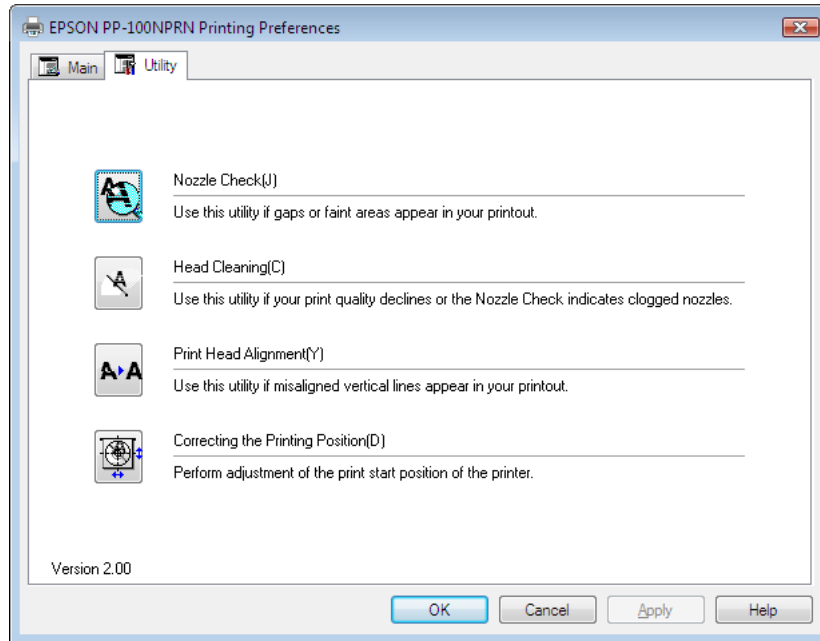 EPSON PP-100NPRN Printing Preferences
Main Utility
Nozzle Check(J)
Use this utility if gaps or faint areas appear in your printout.
Head Cleaning(C)
Use this utility if your print quality declines or the Nozzle Check indicates clogged nozzles.
Print Head Alignment(Y)
Use this utility if misaligned vertical lines appear in your printout.
Correcting the Printing Position(D)
Perform adjustment of the print start position of the printer.
Version 2.00
OK Cancel Apply Help